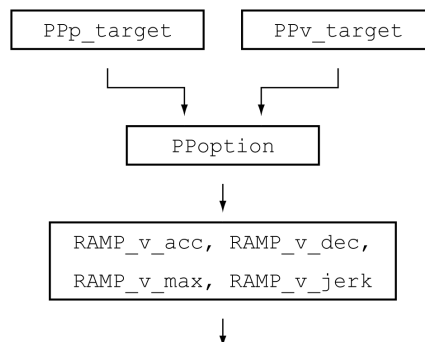 PPp_target
PPv_target
PPoption
RAMP_v_acc, RAMP_v_dec,
RAMP_v_max, RAMP_v_jerk